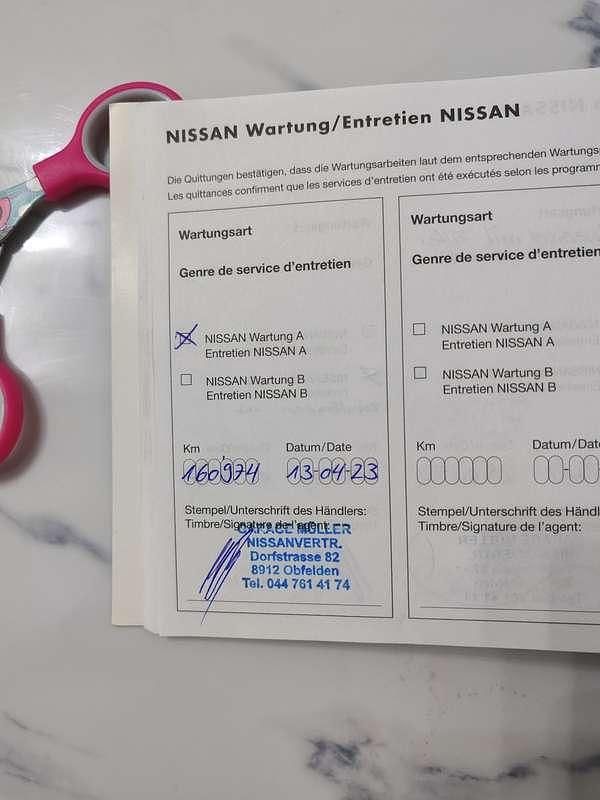 NISSAN Wartung/Entretien NISSAN
Die Quittungen bestätigen, dass die Wartungsarbeiten laut dem entsprechenden Wartungs
Les quittances confirment que les services d'entretien ont été exécutés selon les programm
Wartungsart
Genre de service d'entretien
NISSAN Wartung A
Entretien NISSAN A
NISSAN Wartung B
Entretien NISSAN B
Km
Datum/Date
160974
13-04-23
Stempel/Unterschrift des Händlers:
Timbre/Signature de l'agent:
GARAGE MÜLLER
NISSANVERTR.
Dorfstrasse 82
8912 Obfelden
Tel. 044 761 41 74
Wartungsart
Genre de service d'entretien
NISSAN Wartung A
Entretien NISSAN A
NISSAN Wartung B
Entretien NISSAN B
Km
Datum/Date
Stempel/Unterschrift des Händl
Timbre/Signature de l'agent: